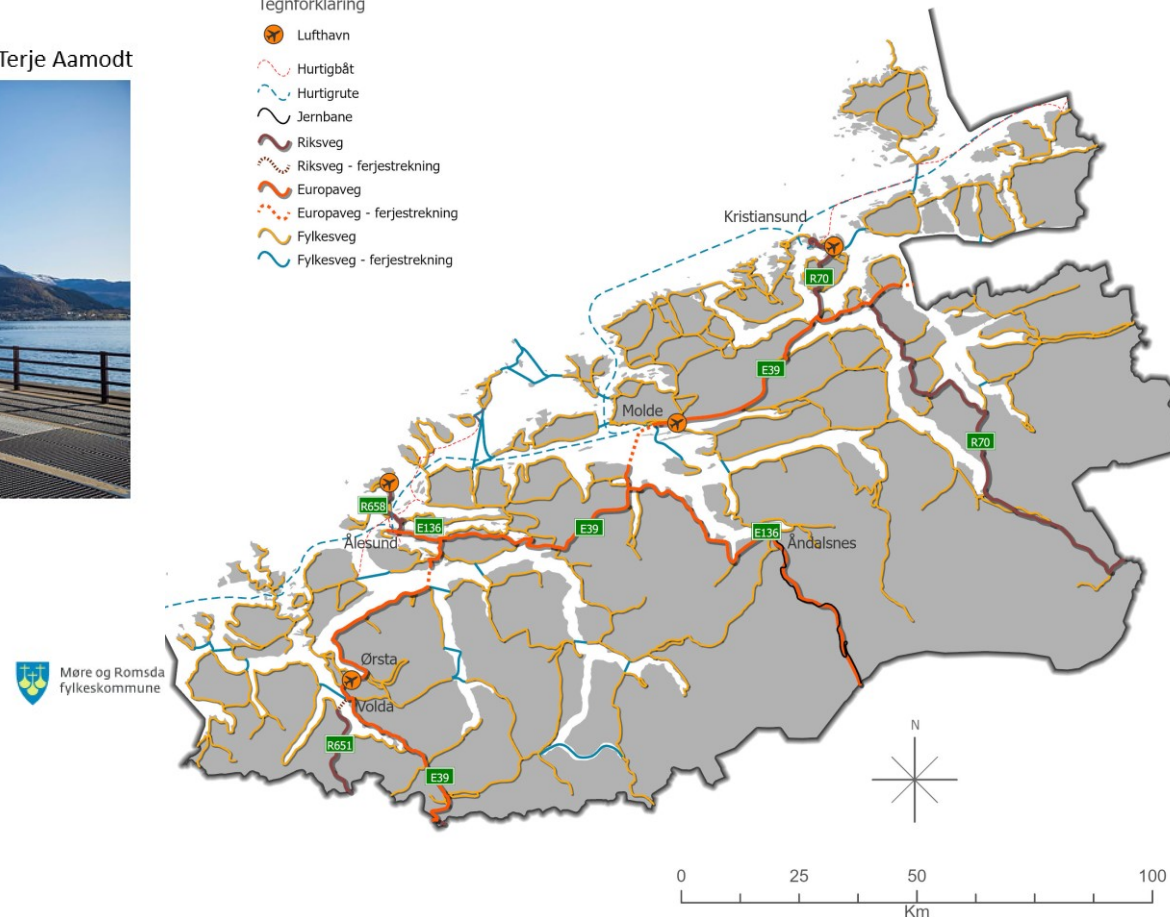 Tegnforklaring
Lufthavn
Hurtigbåt
Hurtigrute
Jernbane
Riksveg
Riksveg - ferjestrekning
Europaveg
Europaveg - ferjestrekning
Fylkesveg
Fylkesveg - ferjestrekning
Terje Aamodt
Kristiansund
R70
E39
Molde
R70
R658
E136
E39
E136
Ålesund
Åndalsnes
Ørsta
Møre og Romsda
fylkeskommune
Volda
R651
E39
N
0 25 50 100
Km